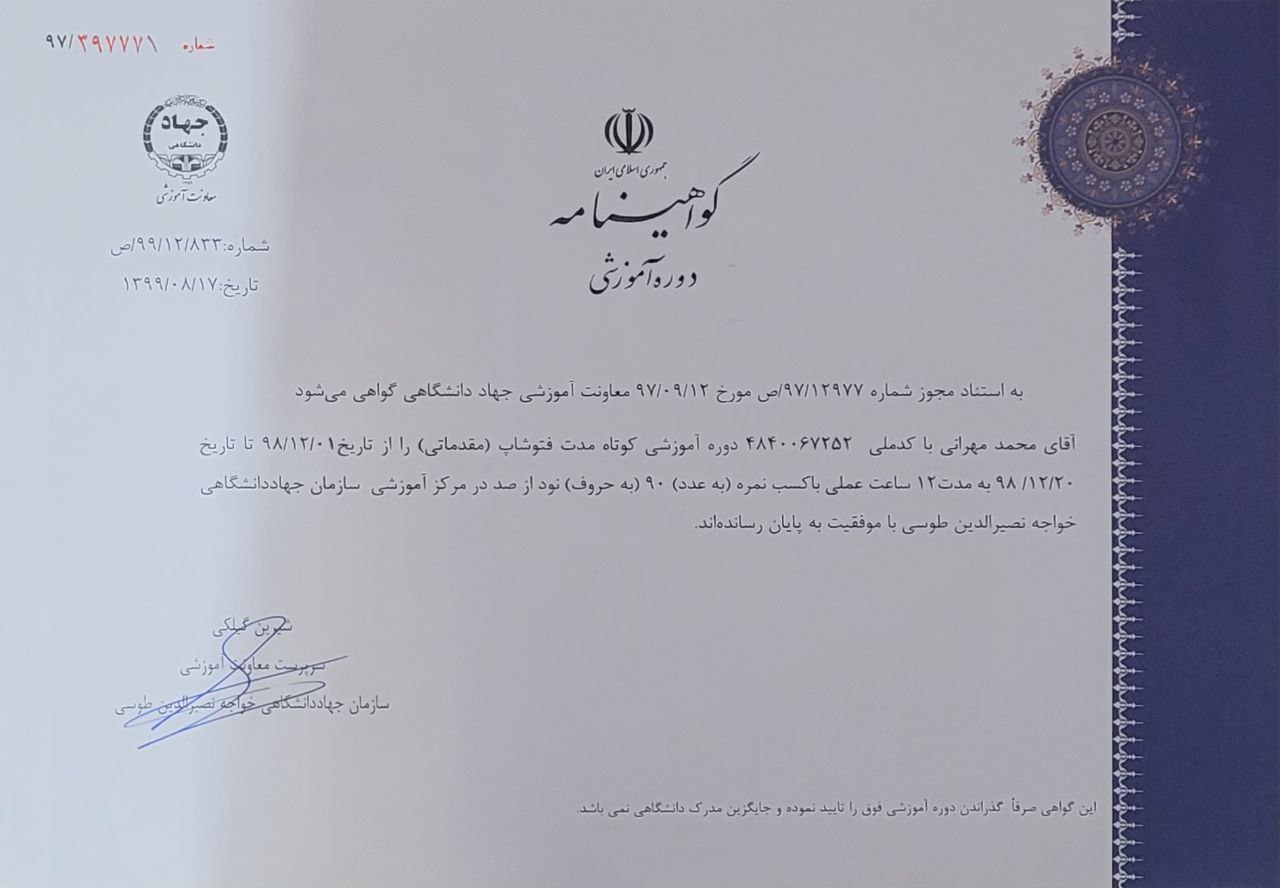 شماره ۹۷/۳۹۷۷۷۱
جهاد
دانشگاهی
معاونت آموزشی
شماره:۹۹/۱۲/۸۳۳/ص
تاریخ:۱۳۹۹/۰۸/۱۷
جمهوری اسلامی ایران
گواهینامه
دوره آموزشی
به استناد مجوز شماره ۹۷/۱۲۹۷۷/ص مورخ ۹۷/۰۹/۱۲ معاونت آموزشی جهاد دانشگاهی گواهی می‌شود
آقای محمد مهرانی با کدملی ۴۸۴۰۰۶۷۲۵۲ دوره آموزشی کوتاه مدت فتوشاپ (مقدماتی) را از تاریخ۹۸/۱۲/۰۱ تا تاریخ
۹۸ /۱۲/۲۰ به مدت۱۲ ساعت عملی باکسب نمره (به عدد) ۹۰ (به حروف) نود از صد در مرکز آموزشی سازمان جهاددانشگاهی
خواجه نصیرالدین طوسی با موفقیت به پایان رسانده‌اند.
شیرین گیلکی
سرپرست معاونت آموزشی
سازمان جهاددانشگاهی خواجه نصیرالدین طوسی
این گواهی صرفاً گذراندن دوره آموزشی فوق را تایید نموده و جایگزین مدرک دانشگاهی نمی باشد.